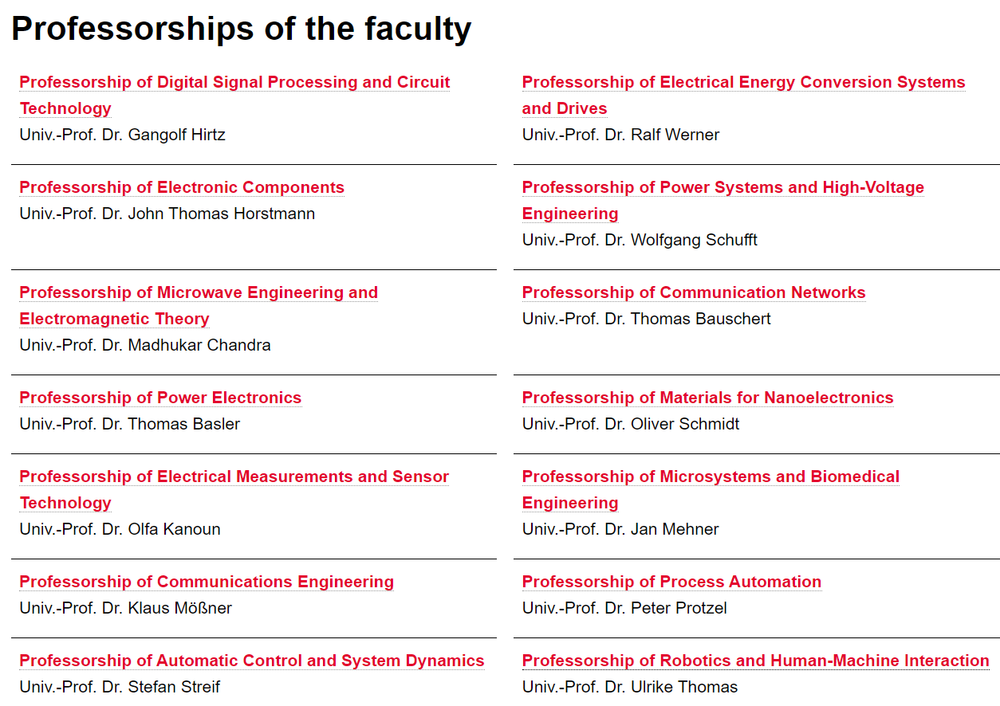 Professorships of the faculty
Professorship of Digital Signal Processing and Circuit
Technology
Univ.-Prof. Dr. Gangolf Hirtz
Professorship of Electrical Energy Conversion Systems
and Drives
Univ.-Prof. Dr. Ralf Werner
Professorship of Electronic Components
Univ.-Prof. Dr. John Thomas Horstmann
Professorship of Power Systems and High-Voltage
Engineering
Univ.-Prof. Dr. Wolfgang Schufft
Professorship of Microwave Engineering and
Electromagnetic Theory
Univ.-Prof. Dr. Madhukar Chandra
Professorship of Communication Networks
Univ.-Prof. Dr. Thomas Bauschert
Professorship of Power Electronics
Univ.-Prof. Dr. Thomas Basler
Professorship of Materials for Nanoelectronics
Univ.-Prof. Dr. Oliver Schmidt
Professorship of Electrical Measurements and Sensor
Technology
Univ.-Prof. Dr. Olfa Kanoun
Professorship of Microsystems and Biomedical
Engineering
Univ.-Prof. Dr. Jan Mehner
Professorship of Communications Engineering
Univ.-Prof. Dr. Klaus Mößner
Professorship of Process Automation
Univ.-Prof. Dr. Peter Protzel
Professorship of Automatic Control and System Dynamics
Univ.-Prof. Dr. Stefan Streif
Professorship of Robotics and Human-Machine Interaction
Univ.-Prof. Dr. Ulrike Thomas